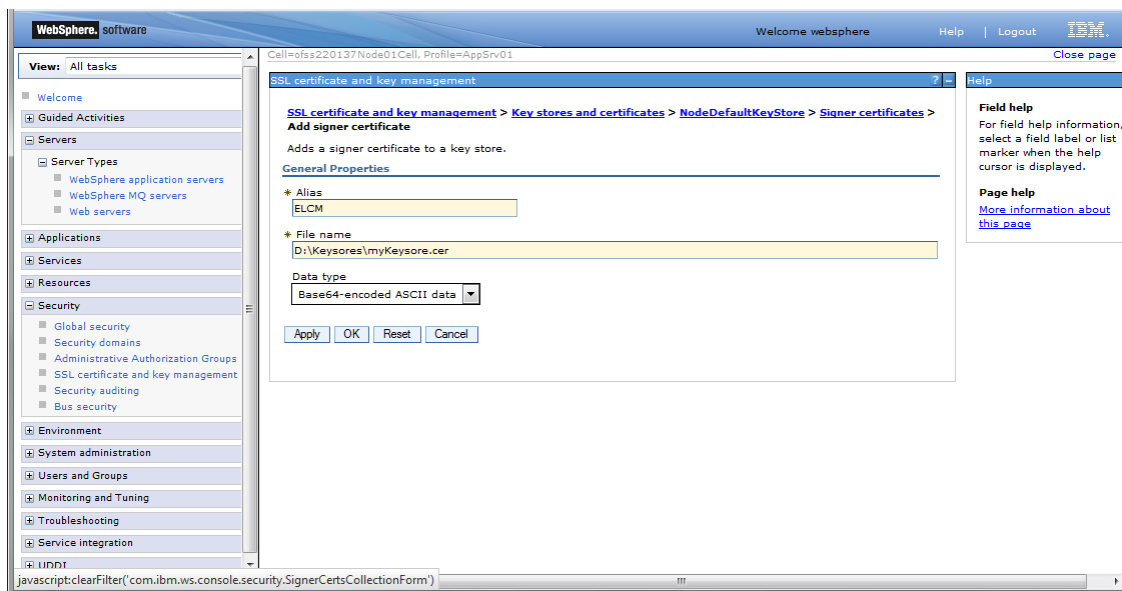 WebSphere. software
Welcome websphere
Help | Logout
IBM.
View: All tasks
Cell=ofss220137Node01Cell, Profile=AppSrv01
Close page
Welcome
Guided Activities
Servers
Server Types
WebSphere application servers
WebSphere MQ servers
Web servers
Applications
Services
Resources
Security
Global security
Security domains
Administrative Authorization Groups
SSL certificate and key management
Security auditing
Bus security
Environment
System administration
Users and Groups
Monitoring and Tuning
Troubleshooting
Service integration
UDDI
SSL certificate and key management
? –
SSL certificate and key management > Key stores and certificates > NodeDefaultKeyStore > Signer certificates >
Add signer certificate
Adds a signer certificate to a key store.
General Properties
* Alias
ELCM
* File name
D:\Keysores\myKeysore.cer
Data type
Base64-encoded ASCII data
Apply OK Reset Cancel
Help
Field help
For field help information,
select a field label or list
marker when the help
cursor is displayed.
Page help
More information about
this page
javascript:clearFilter('com.ibm.ws.console.security.SignerCertsCollectionForm')